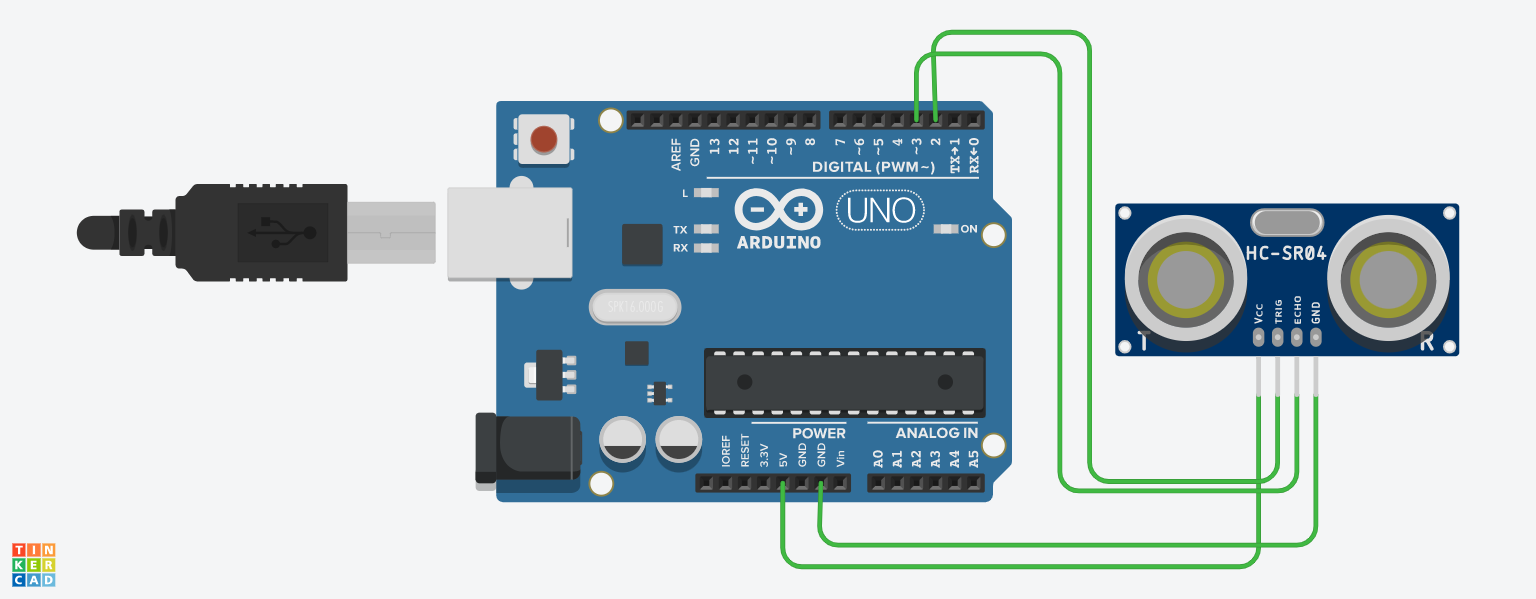 AREF
GND
13
12
~11
~10
~9
8
7
~6
~5
4
~3
2
TX→1
RX←0
DIGITAL (PWM~)
L
TX
RX
ARDUINO
UNO
ON
SPK16.000G
HC-SR04
VCC
TRIG
ECHO
GND
T
R
POWER
ANALOG IN
IOREF
RESET
3.3V
5V
GND
GND
Vin
A0
A1
A2
A3
A4
A5
TIN
KER
CAD